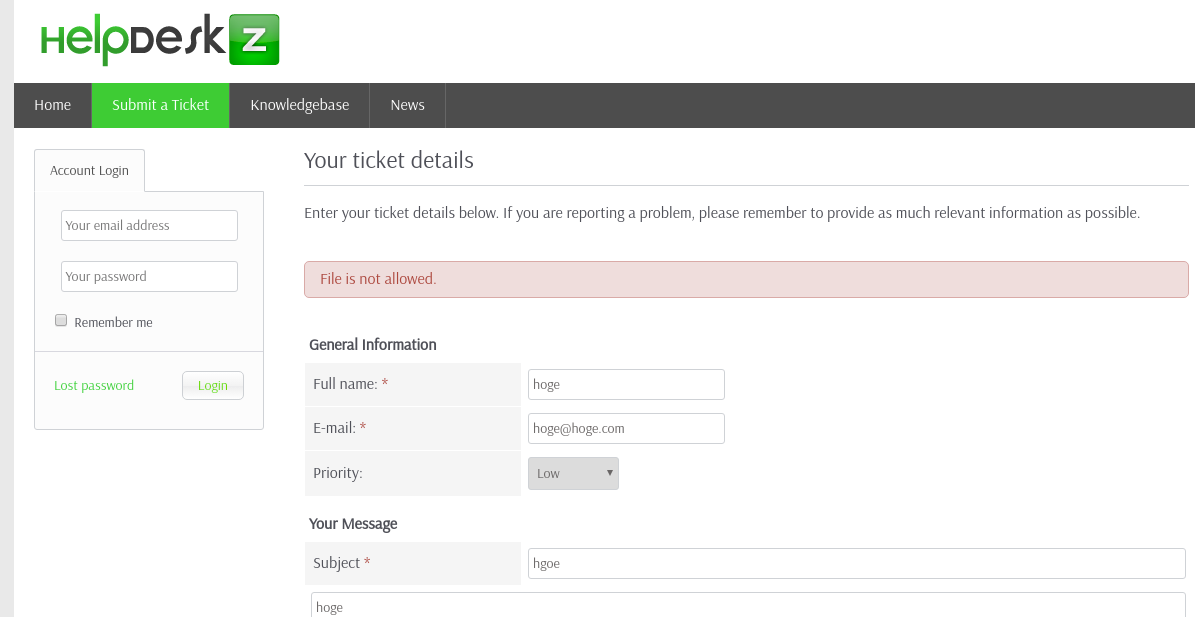 HelpDesk Z
Home Submit a Ticket Knowledgebase News
Account Login
Your email address
Your password
Remember me
Lost password Login
Your ticket details
Enter your ticket details below. If you are reporting a problem, please remember to provide as much relevant information as possible.
File is not allowed.
General Information
Full name: * hoge
E-mail: * hoge@hoge.com
Priority: Low
Your Message
Subject * hgoe
hoge